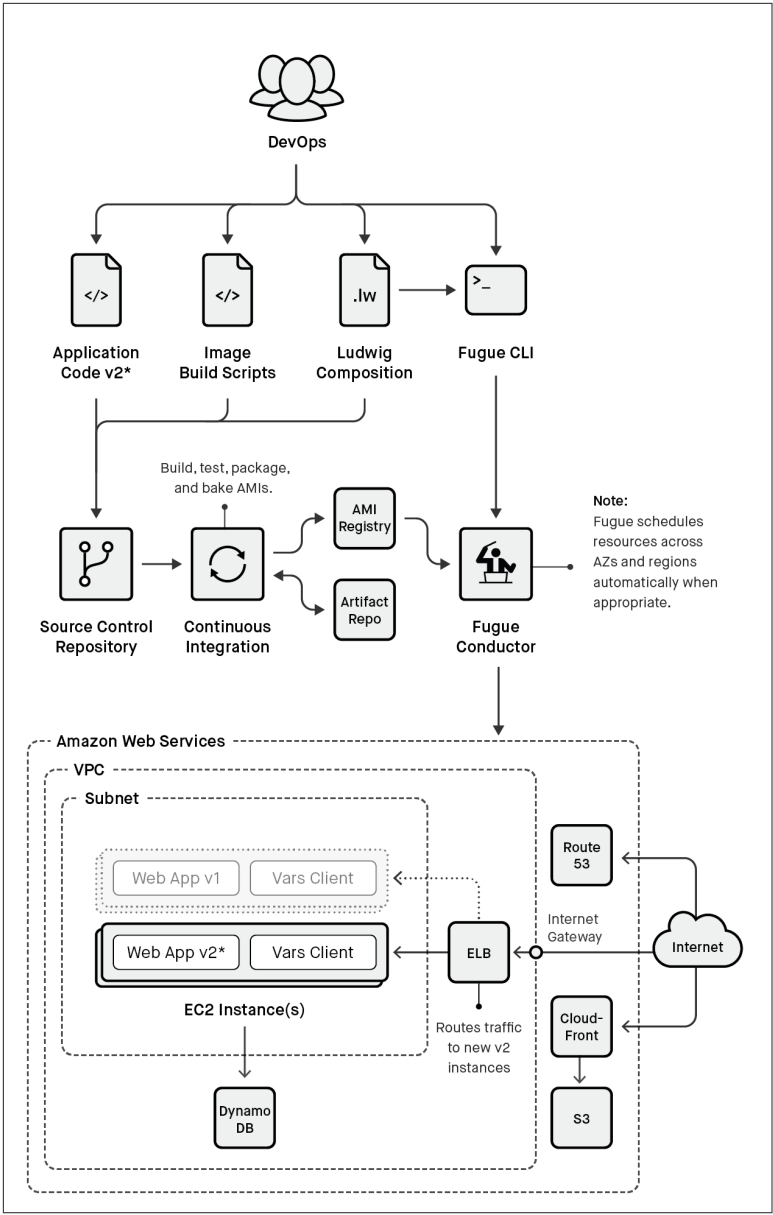 DevOps
</>
</>
.lw
>_
Application
Code v2*
Image
Build Scripts
Ludwig
Composition
Fugue CLI
Build, test, package,
and bake AMIs.
AMI
Registry
Artifact
Repo
Note:
Fugue schedules
resources across
AZs and regions
automatically when
appropriate.
Source Control
Repository
Continuous
Integration
Fugue
Conductor
Amazon Web Services
VPC
Subnet
Web App v1
Vars Client
Web App v2*
Vars Client
EC2 Instance(s)
ELB
Routes traffic
to new v2
instances
Dynamo
DB
Route
53
Internet
Gateway
Internet
Cloud-
Front
S3